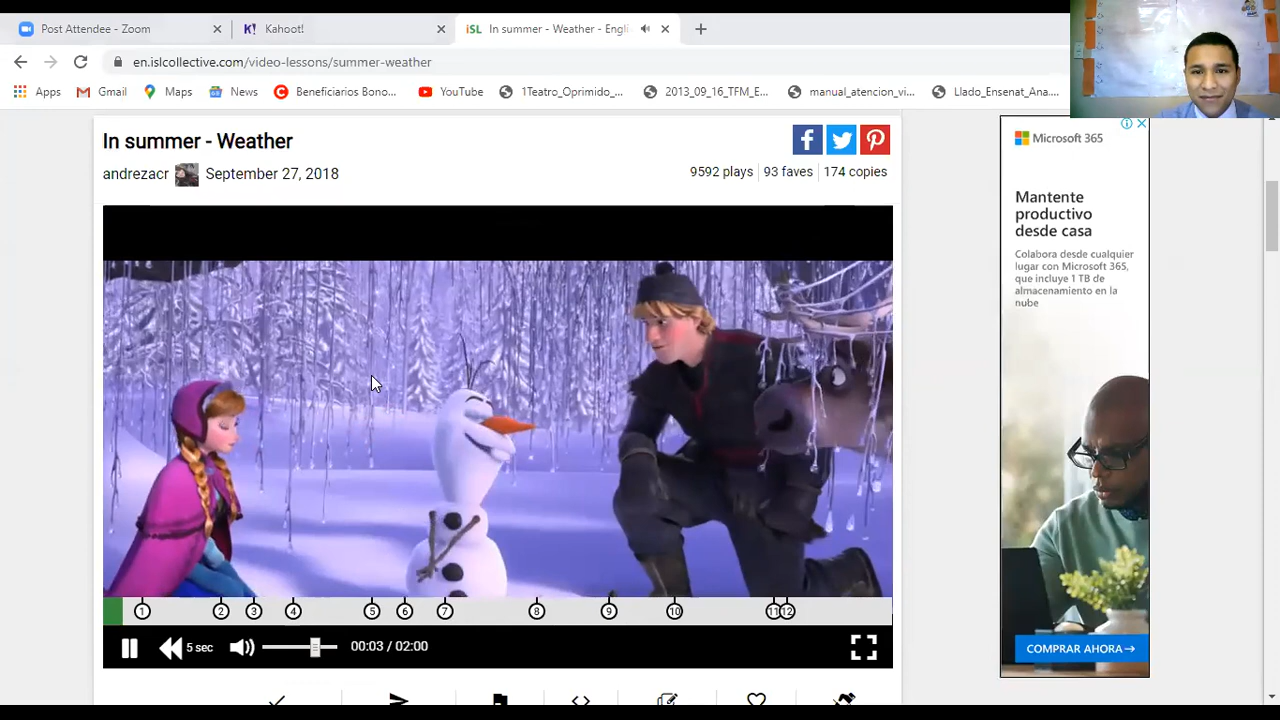 Post Attendee - Zoom
K! Kahoot!
iSL In summer - Weather - Engli
en.islcollective.com/video-lessons/summer-weather
Apps Gmail Maps News Beneficiarios Bono... YouTube 1Teatro_Oprimido_... 2013_09_16_TFM_E... manual_atencion_vi... Llado_Ensenat_Ana....
In summer - Weather
andrezacr September 27, 2018
9592 plays 93 faves 174 copies
1 2 3 4 5 6 7 8 9 10 11 12
5 sec 00:03 / 02:00
Microsoft 365
Mantente
productivo
desde casa
Colabora desde cualquier
lugar con Microsoft 365,
que incluye 1 TB de
almacenamiento en la
nube
COMPRAR AHORA→